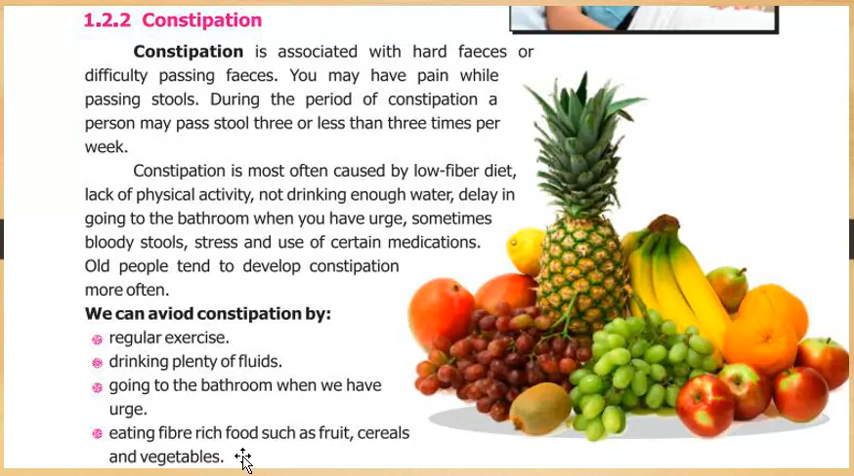 1.2.2 Constipation
Constipation is associated with hard faeces or
difficulty passing faeces. You may have pain while
passing stools. During the period of constipation a
person may pass stool three or less than three times per
week.
Constipation is most often caused by low-fiber diet,
lack of physical activity, not drinking enough water, delay in
going to the bathroom when you have urge, sometimes
bloody stools, stress and use of certain medications.
Old people tend to develop constipation
more often.
We can aviod constipation by:
regular exercise.
drinking plenty of fluids.
going to the bathroom when we have
urge.
eating fibre rich food such as fruit, cereals
and vegetables.